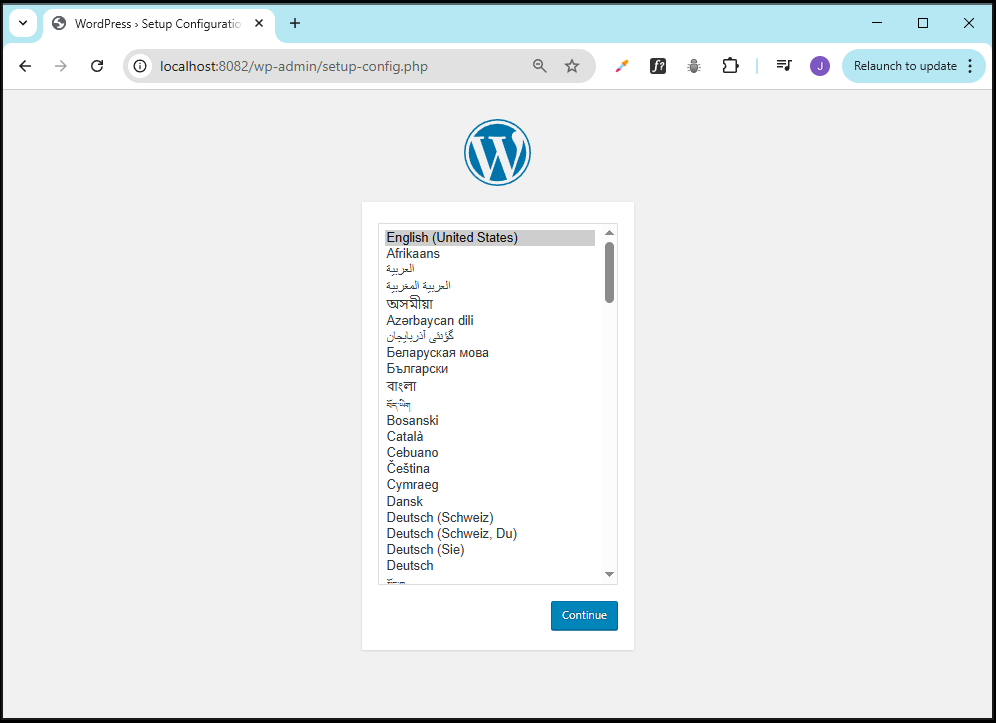 WordPress › Setup Configuratio
localhost:8082/wp-admin/setup-config.php
f?
J
Relaunch to update
English (United States)
Afrikaans
العربية
العربية المغربية
অসমীয়া
Azərbaycan dili
گؤنئی آذربایجان
Беларуская мова
Български
বাংলা
བོད་ཡིག
Bosanski
Català
Cebuano
Čeština
Cymraeg
Dansk
Deutsch (Schweiz)
Deutsch (Schweiz, Du)
Deutsch (Sie)
Deutsch
Continue